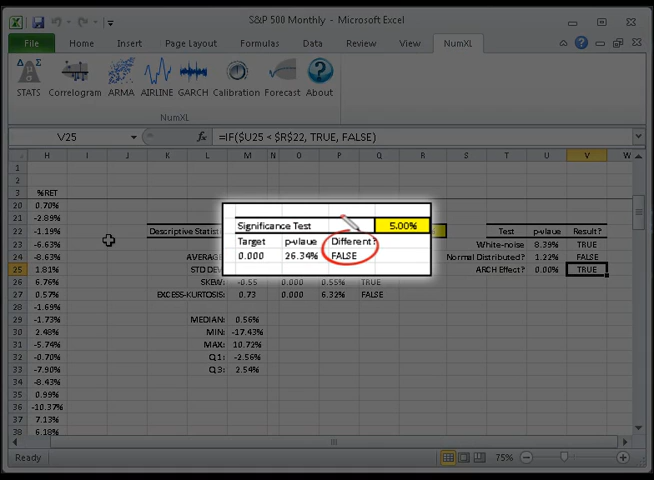 S&P 500 Monthly - Microsoft Excel
File Home Insert Page Layout Formulas Data Review View NumXL
STATS Correlogram ARMA AIRLINE GARCH Calibration Forecast About
NumXL
V25 fx =IF($U25 < $R$22, TRUE, FALSE)
H I J K L M N O P Q R S T U V W
1
2
3 %RET
20 0.70%
21 -2.89%
22 -1.19% Descriptive Statis Significance Test 5.00% Test p-vlaue Result?
23 -6.63% Target p-vlaue Different? White-noise 8.39% TRUE
24 -8.63% AVERAGE 0.000 26.34% FALSE Normal Distributed? 1.22% FALSE
25 1.81% STD DEV ARCH Effect? 0.00% TRUE
26 6.76% SKEW: -0.55 0.000 0.55% TRUE
27 0.57% EXCESS-KURTOSIS: 0.73 0.000 6.32% FALSE
28 -1.69%
29 -1.73% MEDIAN: 0.56%
30 2.48% MIN: -17.43%
31 -5.74% MAX: 10.72%
32 -0.70% Q1: -2.56%
33 -7.90% Q3: 2.54%
34 -8.43%
35 0.99%
36 -10.37%
37 7.13%
38 6.18%
Ready 75%